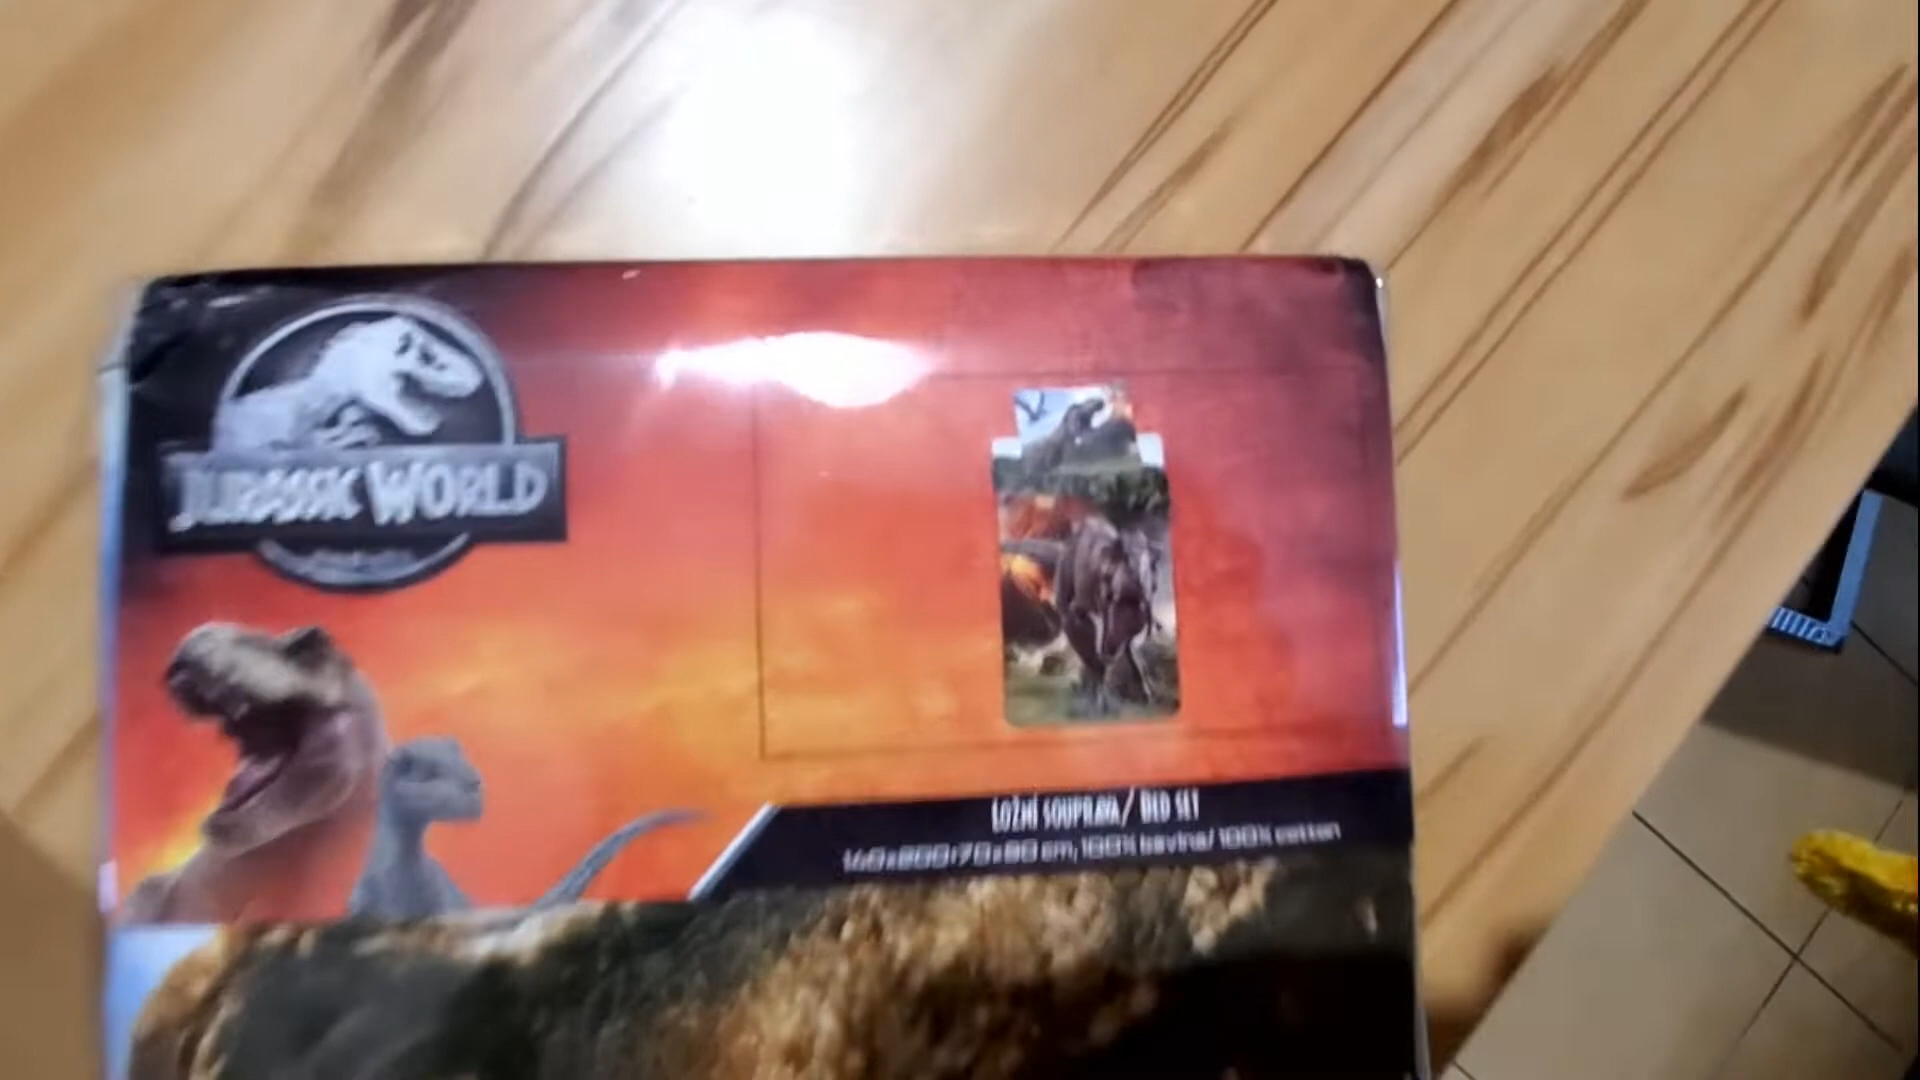 JURASSIC WORLD
LOŽNÍ SOUPRAVA/ BED SET
140x200+70x90 cm, 100% bavlna/ 100% cotton